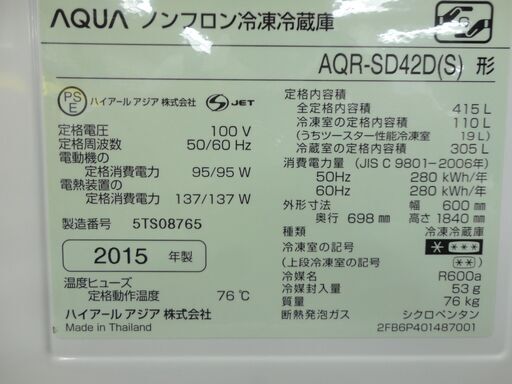 AQUA ノンフロン冷凍冷蔵庫
AQR-SD42D(S) 形
PS E ハイアール アジア 株式会社 S JET
定格電圧 100 V
定格周波数 50/60 Hz
電動機の
定格消費電力 95/95 W
電熱装置の
定格消費電力 137/137 W
製造番号 5TS08765
2015 年製
温度ヒューズ
定格動作温度 76℃
ハイアール アジア 株式会社
Made in Thailand
定格内容積
全定格内容積 415 L
冷凍室の定格内容積 110 L
(うちツースター性能冷凍室 19 L)
冷蔵室の定格内容積 305 L
消費電力量 (JIS C 9801-2006年)
50Hz 280 kWh/年
60Hz 280 kWh/年
外形寸法 幅 600 mm
奥行 698 mm 高さ 1840 mm
種類 冷凍冷蔵庫
冷凍室の記号 * ***
(上段冷凍室の記号 ** )
冷媒名 R600a
冷媒封入量 53 g
質量 76 kg
断熱発泡ガス シクロペンタン
2FB6P401487001